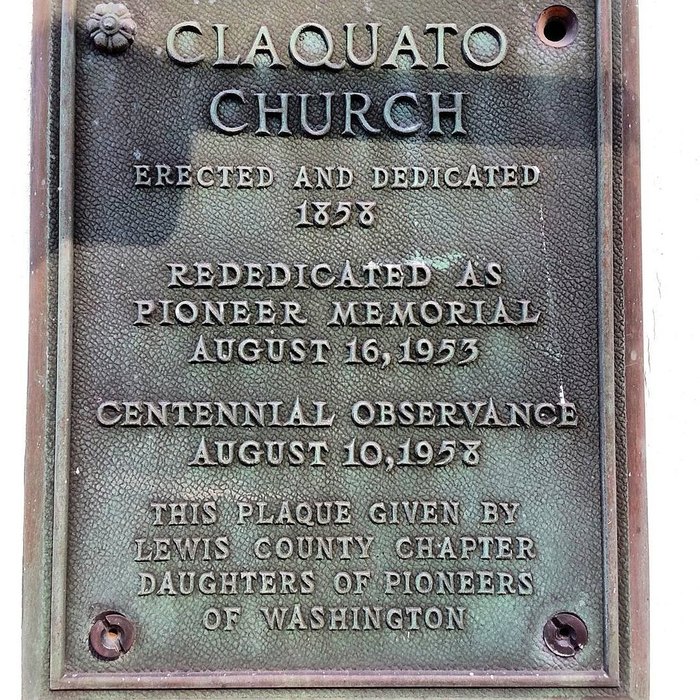 CLAQUATO
CHURCH
ERECTED AND DEDICATED
1858
REDEDICATED AS
PIONEER MEMORIAL
AUGUST 16, 1953
CENTENNIAL OBSERVANCE
AUGUST 10, 1958
THIS PLAQUE GIVEN BY
LEWIS COUNTY CHAPTER
DAUGHTERS OF PIONEERS
OF WASHINGTON